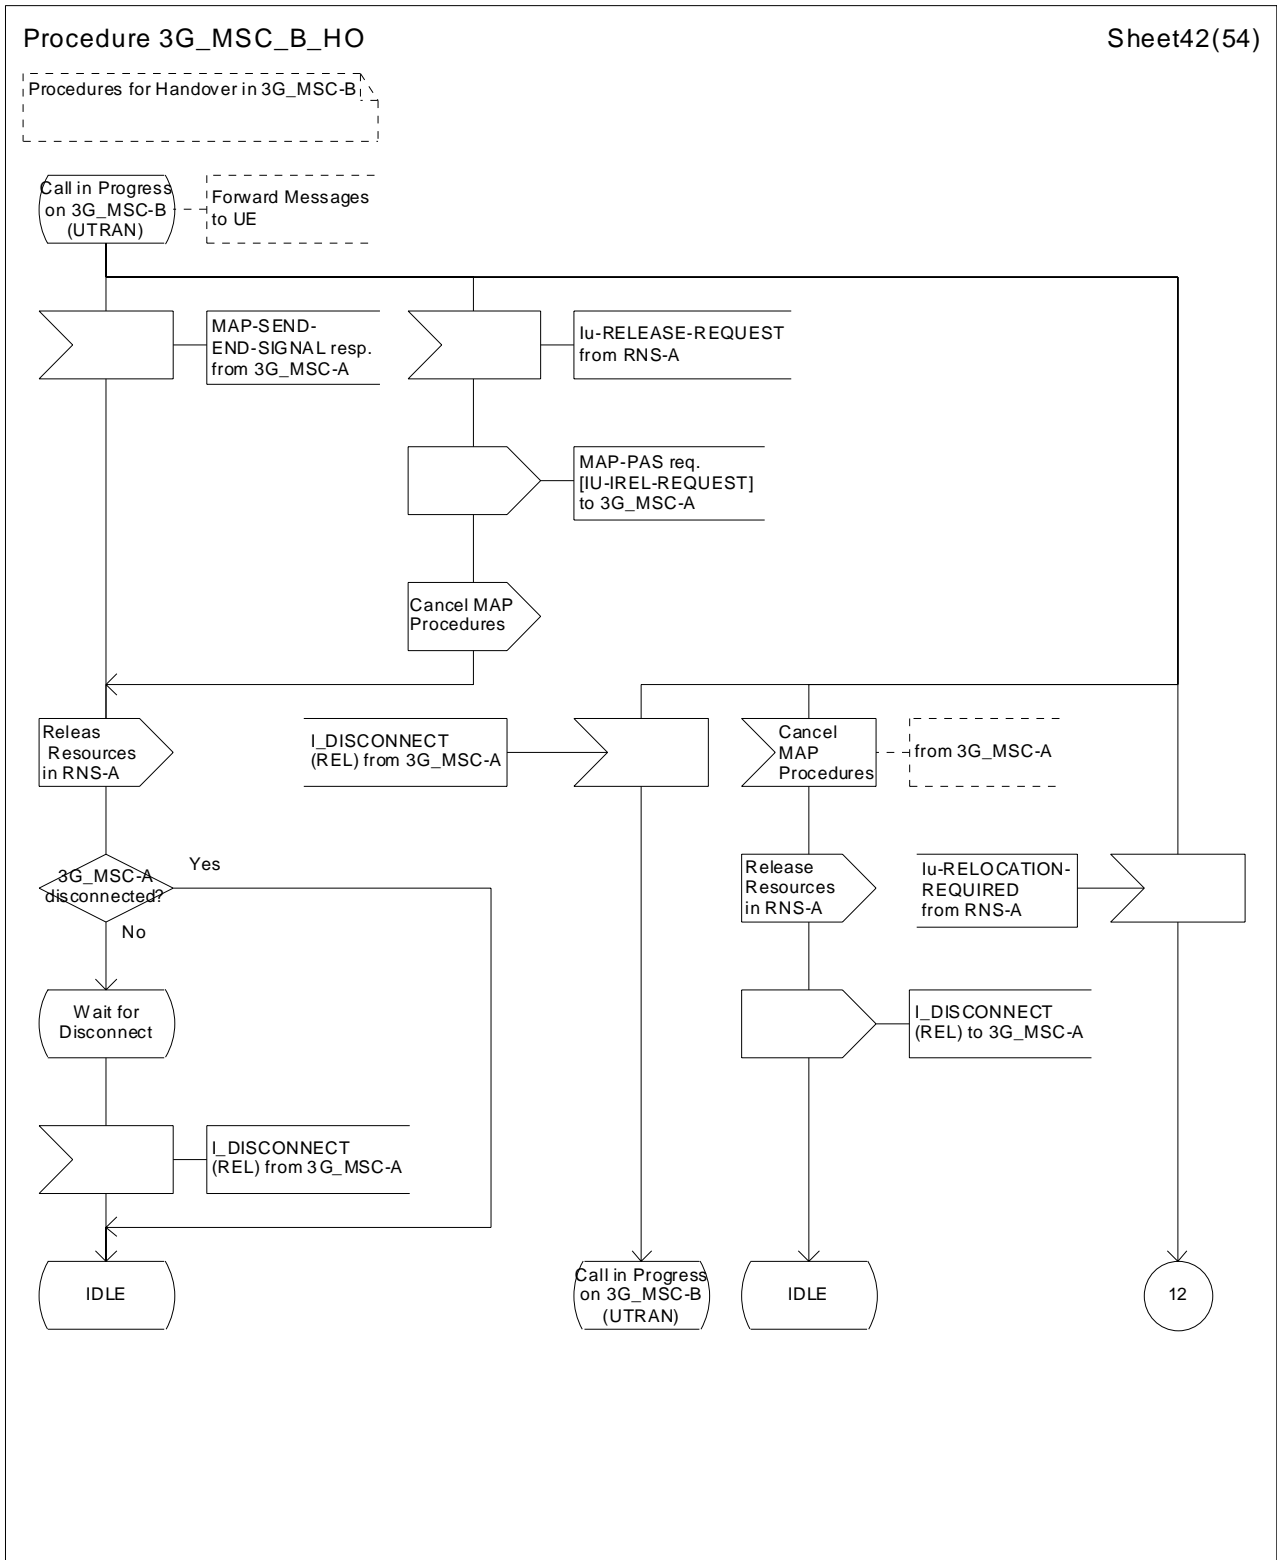 Procedure 3G_MSC_B_HO
Sheet42(54)
Procedures for Handover in 3G_MSC-B
Call in Progress
on 3G_MSC-B
(UTRAN)
Forward Messages
to UE
MAP-SEND-
END-SIGNAL resp.
from 3G_MSC-A
Iu-RELEASE-REQUEST
from RNS-A
MAP-PAS req.
[IU-IREL-REQUEST]
to 3G_MSC-A
Cancel MAP
Procedures
Releas
Resources
in RNS-A
I_DISCONNECT
(REL) from 3G_MSC-A
Cancel
MAP
Procedures
from 3G_MSC-A
3G_MSC-A
disconnected?
Yes
No
Release
Resources
in RNS-A
Iu-RELOCATION-
REQUIRED
from RNS-A
Wait for
Disconnect
I_DISCONNECT
(REL) to 3G_MSC-A
I_DISCONNECT
(REL) from 3G_MSC-A
IDLE
Call in Progress
on 3G_MSC-B
(UTRAN)
IDLE
12